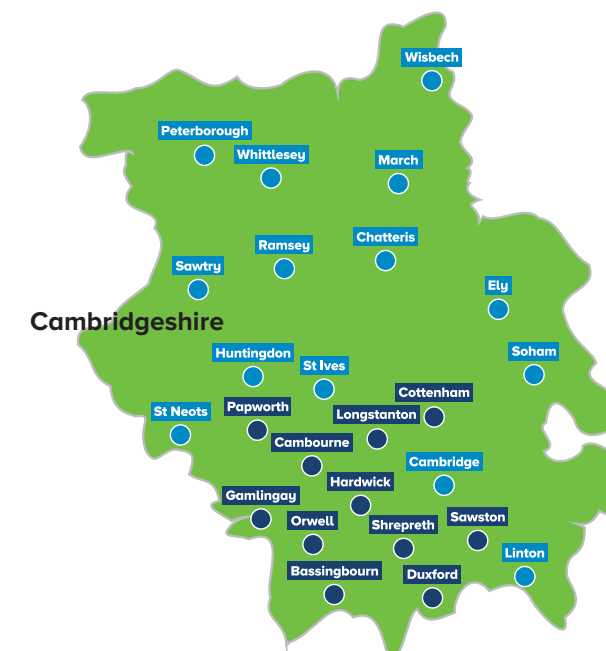 Wisbech
Peterborough
Whittlesey
March
Chatteris
Ramsey
Sawtry
Ely
Cambridgeshire
Huntingdon
St Ives
Soham
Cottenham
Papworth
St Neots
Longstanton
Cambourne
Cambridge
Hardwick
Gamlingay
Orwell
Shrepreth
Sawston
Linton
Bassingbourn
Duxford